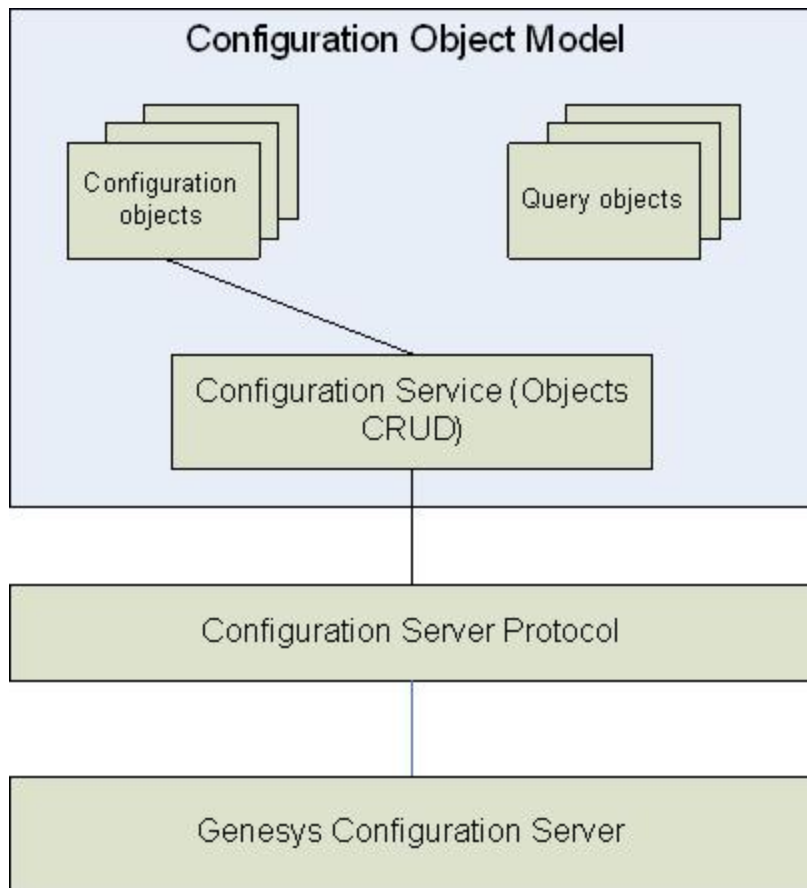 Configuration Object Model
Configuration
objects
Query objects
Configuration Service (Objects
CRUD)
Configuration Server Protocol
Genesys Configuration Server